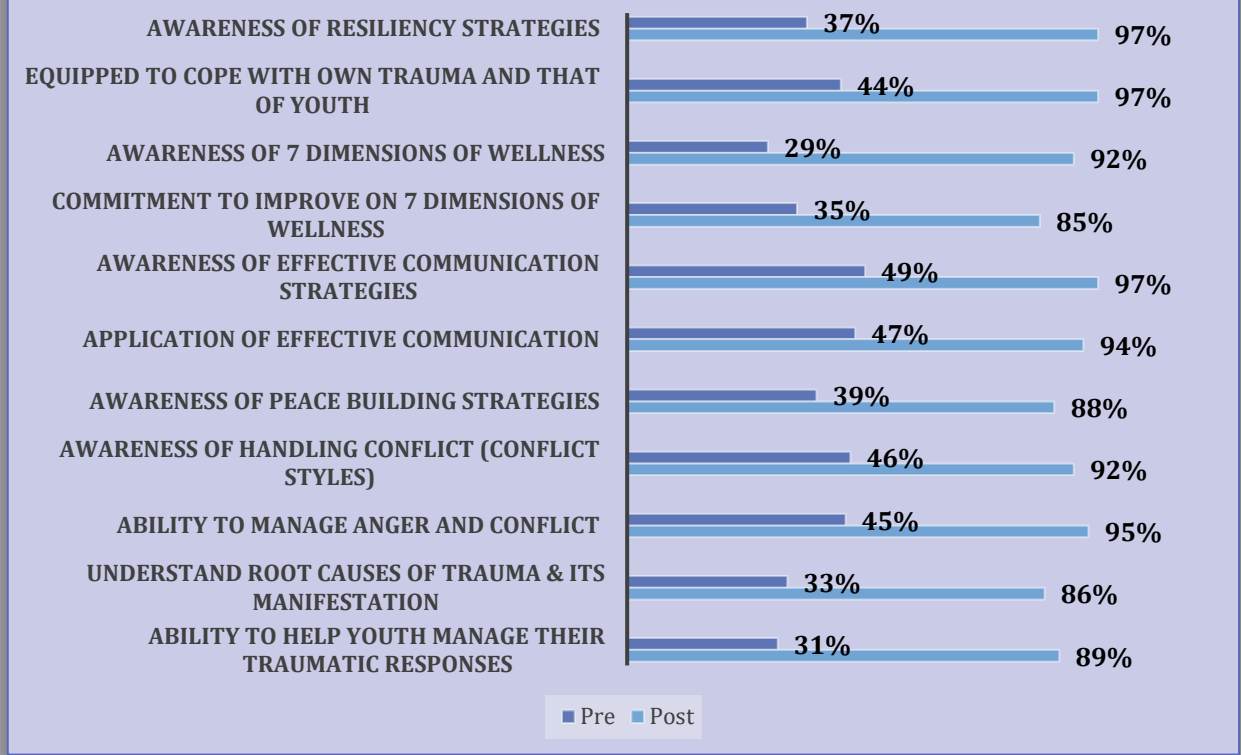 AWARENESS OF RESILIENCY STRATEGIES
37%
97%
EQUIPPED TO COPE WITH OWN TRAUMA AND THAT
OF YOUTH
44%
97%
AWARENESS OF 7 DIMENSIONS OF WELLNESS
29%
92%
COMMITMENT TO IMPROVE ON 7 DIMENSIONS OF
WELLNESS
35%
85%
AWARENESS OF EFFECTIVE COMMUNICATION
STRATEGIES
49%
97%
APPLICATION OF EFFECTIVE COMMUNICATION
47%
94%
AWARENESS OF PEACE BUILDING STRATEGIES
39%
88%
AWARENESS OF HANDLING CONFLICT (CONFLICT
STYLES)
46%
92%
ABILITY TO MANAGE ANGER AND CONFLICT
45%
95%
UNDERSTAND ROOT CAUSES OF TRAUMA & ITS
MANIFESTATION
33%
86%
ABILITY TO HELP YOUTH MANAGE THEIR
TRAUMATIC RESPONSES
31%
89%
Pre Post